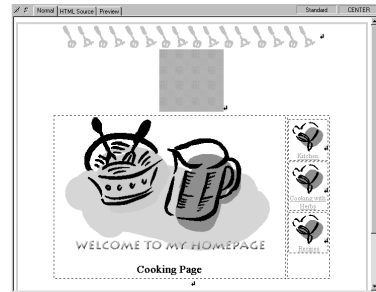 Normal HTML Source Preview Standard CENTER
Kitchen
Cooking with
Herbs
Recipes
WELCOME TO MY HOMEPAGE
Cooking Page